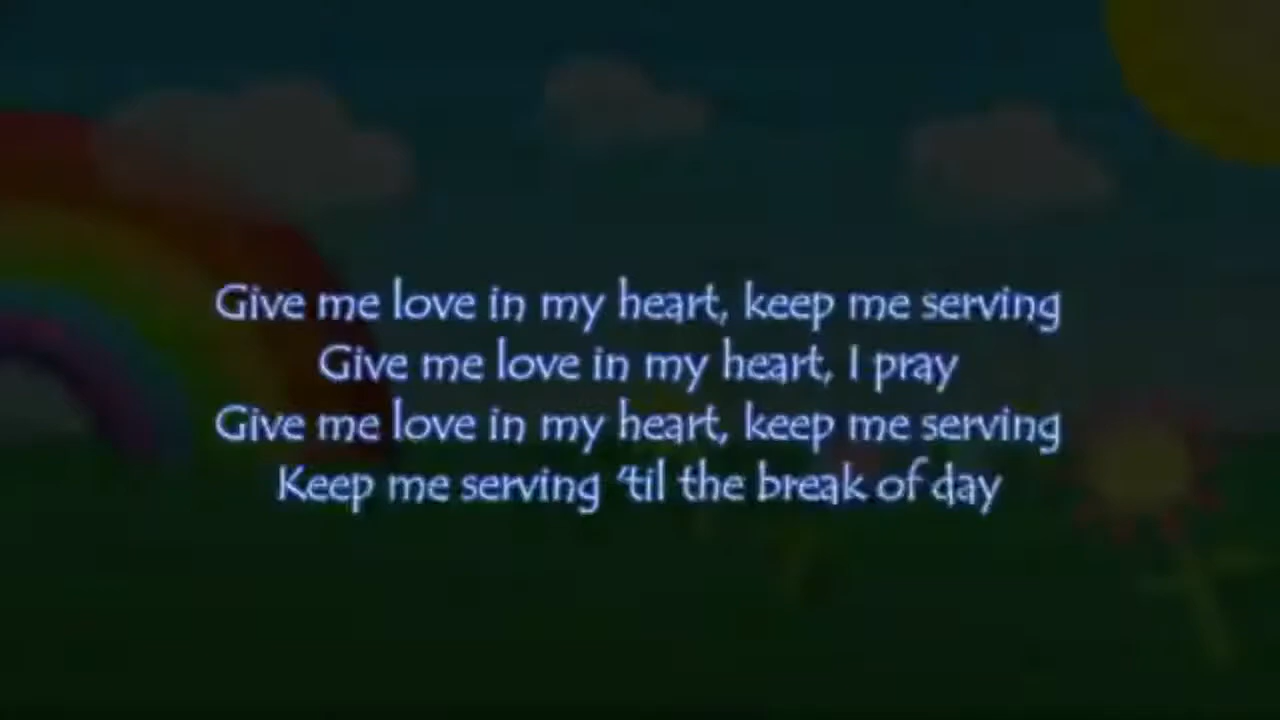 Give me love in my heart, keep me serving
Give me love in my heart, I pray
Give me love in my heart, keep me serving
Keep me serving ‘til the break of day